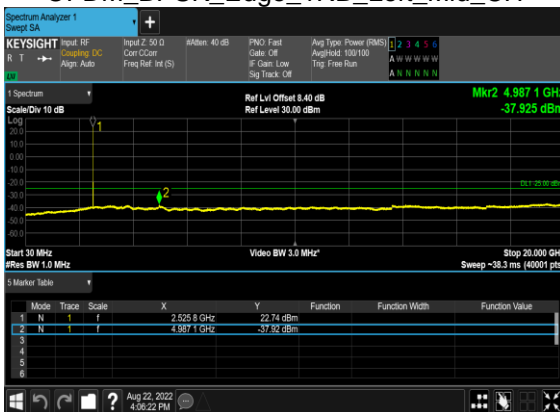 Spectrum Analyzer 1
Swept SA
KEYSIGHT
R T
Input: RF
Coupling: DC
Align: Auto
Input Z: 50 Ω
Corr CCorr
Freq Ref: Int (S)
#Atten: 40 dB
PNO: Fast
Gate: Off
IF Gain: Low
Sig Track: Off
Avg Type: Power (RMS)
Avg|Hold: 100/100
Trig: Free Run
1 2 3 4 5 6
A W W W W W
A N N N N N
1 Spectrum
Scale/Div 10 dB
Ref Lvl Offset 8.40 dB
Ref Level 30.00 dBm
Mkr2 4.987 1 GHz
-37.925 dBm
Log
20.0
10.0
0.00
-10.0
-20.0
-30.0
-40.0
-50.0
-60.0
1
2
DL1 -25.00 dBm
Start 30 MHz
#Res BW 1.0 MHz
Video BW 3.0 MHz*
Stop 20.000 GH
Sweep ~38.3 ms (40001 pts
5 Marker Table
Mode Trace Scale X Y Function Function Width Function Value
1 N 1 f 2.525 8 GHz 22.74 dBm
2 N 1 f 4.987 1 GHz -37.92 dBm
3
4
5
6
Aug 22, 2022
4:06:22 PM